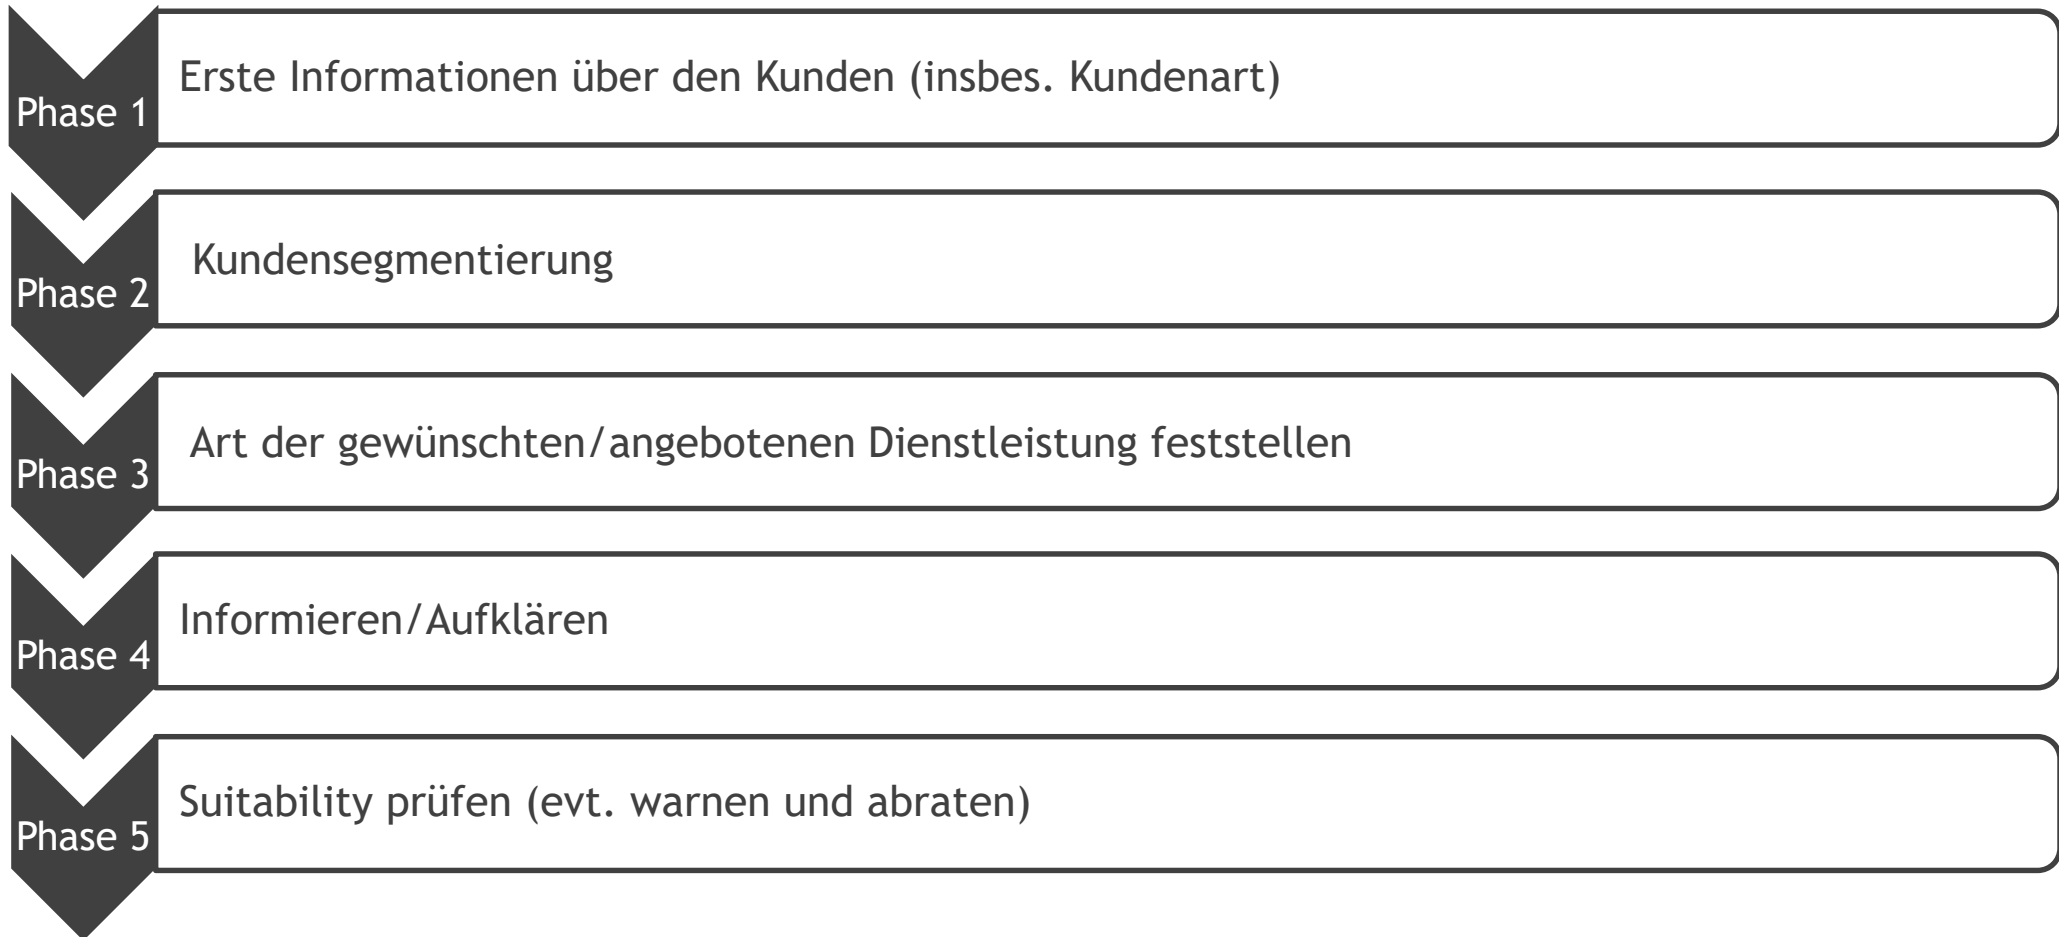 Phase 1
Erste Informationen über den Kunden (insbes. Kundenart)
Phase 2
Kundensegmentierung
Phase 3
Art der gewünschten/angebotenen Dienstleistung feststellen
Phase 4
Informieren/Aufklären
Phase 5
Suitability prüfen (evt. warnen und abraten)